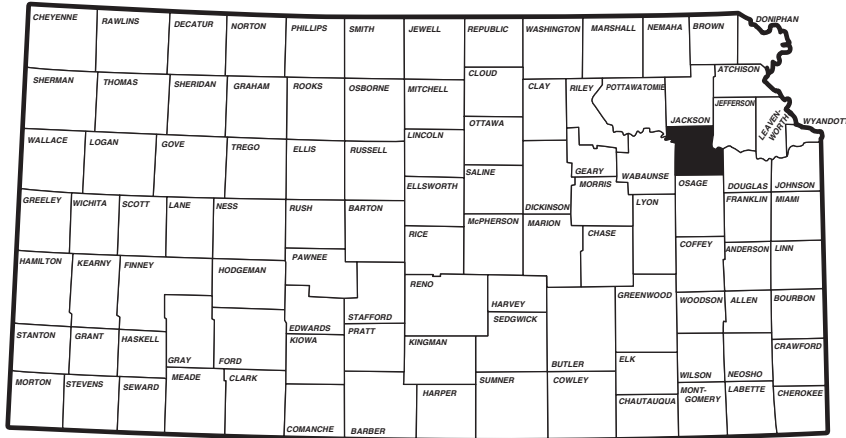 CHEYENNE
RAWLINS
DECATUR
NORTON
PHILLIPS
SMITH
JEWELL
REPUBLIC
WASHINGTON
MARSHALL
NEMAHA
BROWN
DONIPHAN
SHERMAN
THOMAS
SHERIDAN
GRAHAM
ROOKS
OSBORNE
MITCHELL
CLOUD
CLAY
RILEY
POTTAWATOMIE
ATCHISON
JACKSON
JEFFERSON
LEAVEN-
WORTH
WYANDOTT
WALLACE
LOGAN
GOVE
TREGO
ELLIS
RUSSELL
LINCOLN
OTTAWA
SALINE
ELLSWORTH
DICKINSON
GEARY
MORRIS
WABAUNSE
OSAGE
DOUGLAS
JOHNSON
GREELEY
WICHITA
SCOTT
LANE
NESS
RUSH
BARTON
RICE
McPHERSON
MARION
CHASE
LYON
FRANKLIN
MIAMI
HAMILTON
KEARNY
FINNEY
HODGEMAN
PAWNEE
STAFFORD
RENO
HARVEY
SEDGWICK
GREENWOOD
COFFEY
ANDERSON
LINN
WOODSON
ALLEN
BOURBON
STANTON
GRANT
HASKELL
GRAY
FORD
EDWARDS
KIOWA
PRATT
KINGMAN
BUTLER
ELK
WILSON
NEOSHO
CRAWFORD
MORTON
STEVENS
SEWARD
MEADE
CLARK
COMANCHE
BARBER
HARPER
SUMNER
COWLEY
CHAUTAUQUA
MONT-
GOMERY
LABETTE
CHEROKEE